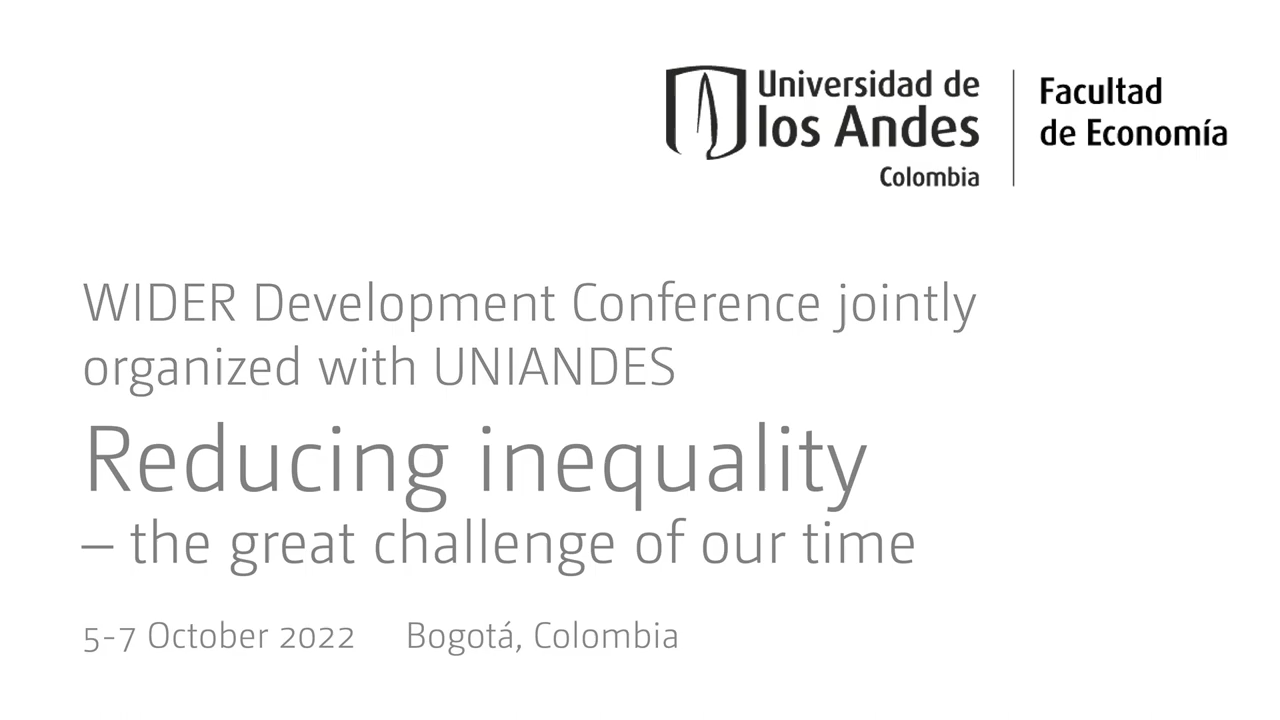 Universidad de
los Andes
Colombia
Facultad
de Economía
WIDER Development Conference jointly
organized with UNIANDES
Reducing inequality
– the great challenge of our time
5-7 October 2022 Bogotá, Colombia